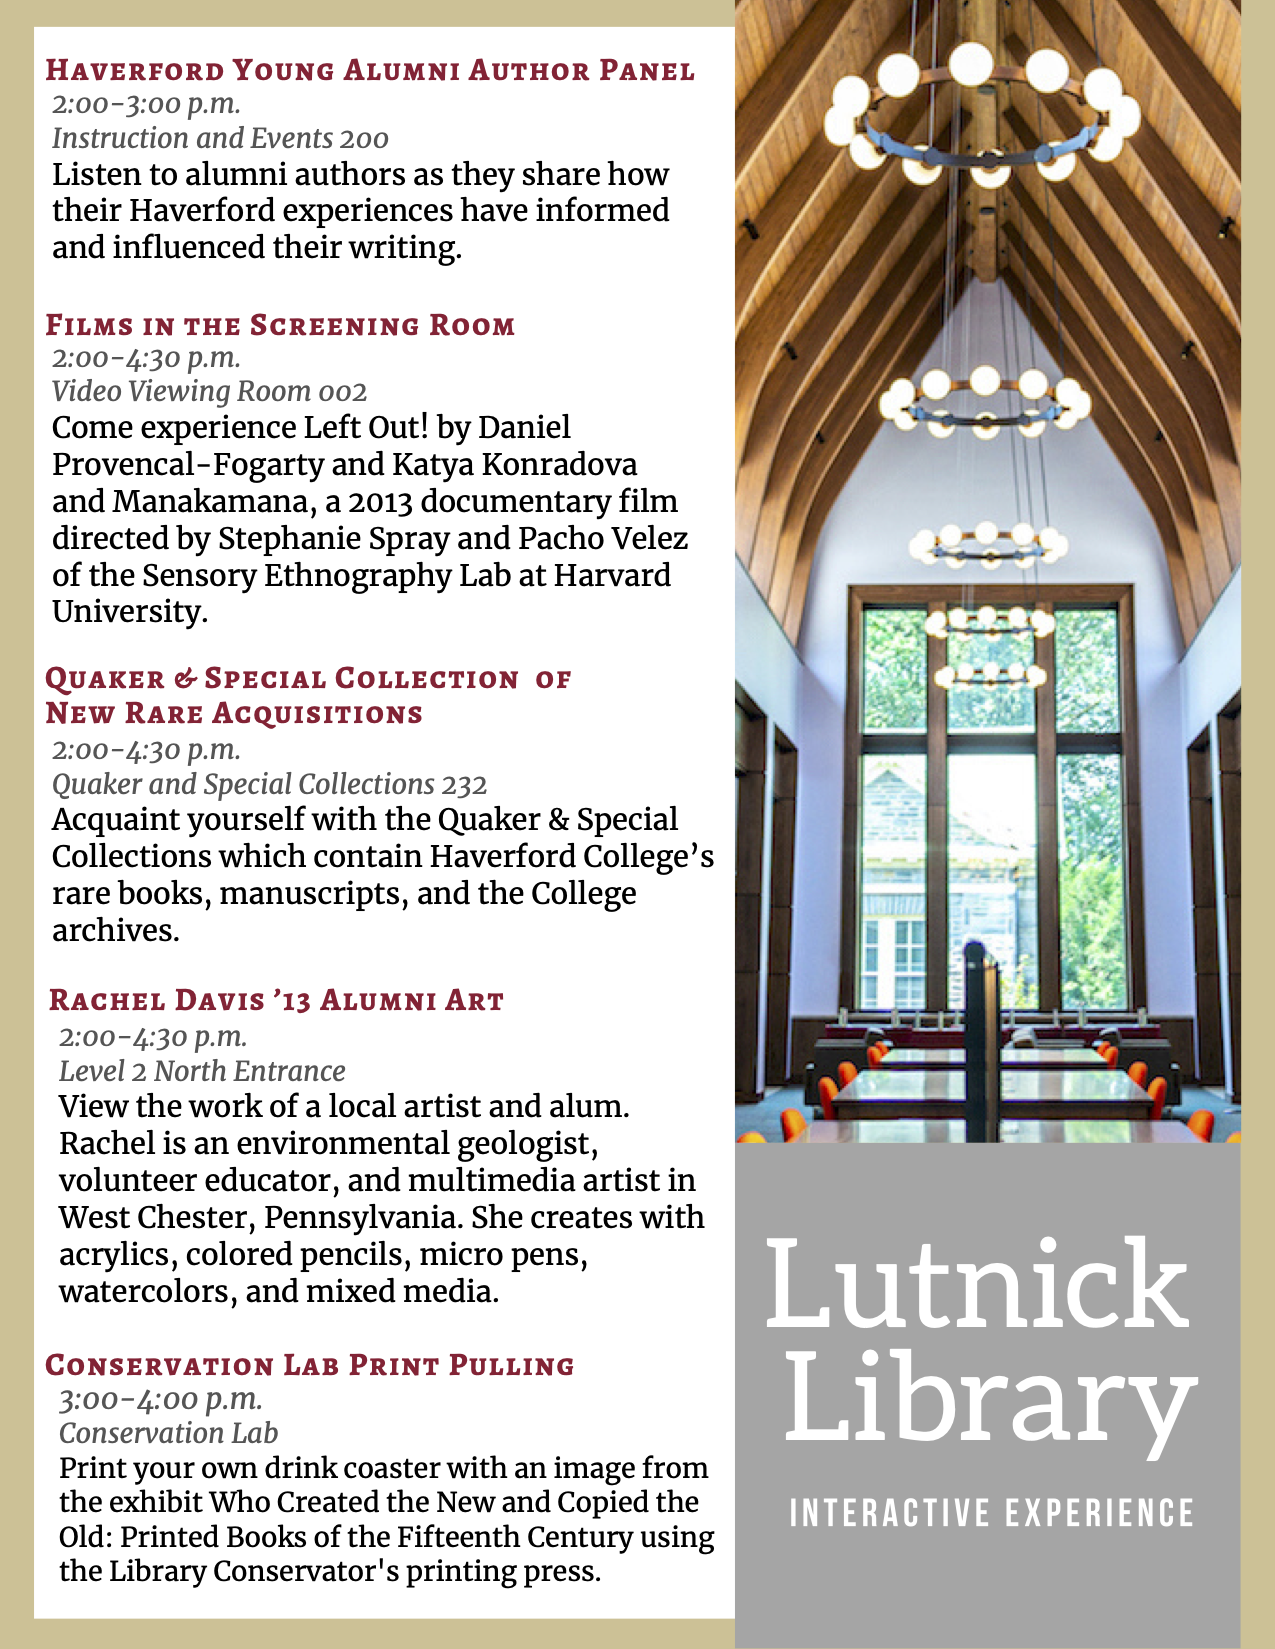 Haverford Young Alumni Author Panel
2:00-3:00 p.m.
Instruction and Events 200
Listen to alumni authors as they share how
their Haverford experiences have informed
and influenced their writing.
Films in the Screening Room
2:00-4:30 p.m.
Video Viewing Room 002
Come experience Left Out! by Daniel
Provencal-Fogarty and Katya Konradova
and Manakamana, a 2013 documentary film
directed by Stephanie Spray and Pacho Velez
of the Sensory Ethnography Lab at Harvard
University.
Quaker & Special Collection of
New Rare Acquisitions
2:00-4:30 p.m.
Quaker and Special Collections 232
Acquaint yourself with the Quaker & Special
Collections which contain Haverford College’s
rare books, manuscripts, and the College
archives.
Rachel Davis ’13 Alumni Art
2:00-4:30 p.m.
Level 2 North Entrance
View the work of a local artist and alum.
Rachel is an environmental geologist,
volunteer educator, and multimedia artist in
West Chester, Pennsylvania. She creates with
acrylics, colored pencils, micro pens,
watercolors, and mixed media.
Conservation Lab Print Pulling
3:00-4:00 p.m.
Conservation Lab
Print your own drink coaster with an image from
the exhibit Who Created the New and Copied the
Old: Printed Books of the Fifteenth Century using
the Library Conservator's printing press.
Lutnick
Library
INTERACTIVE EXPERIENCE